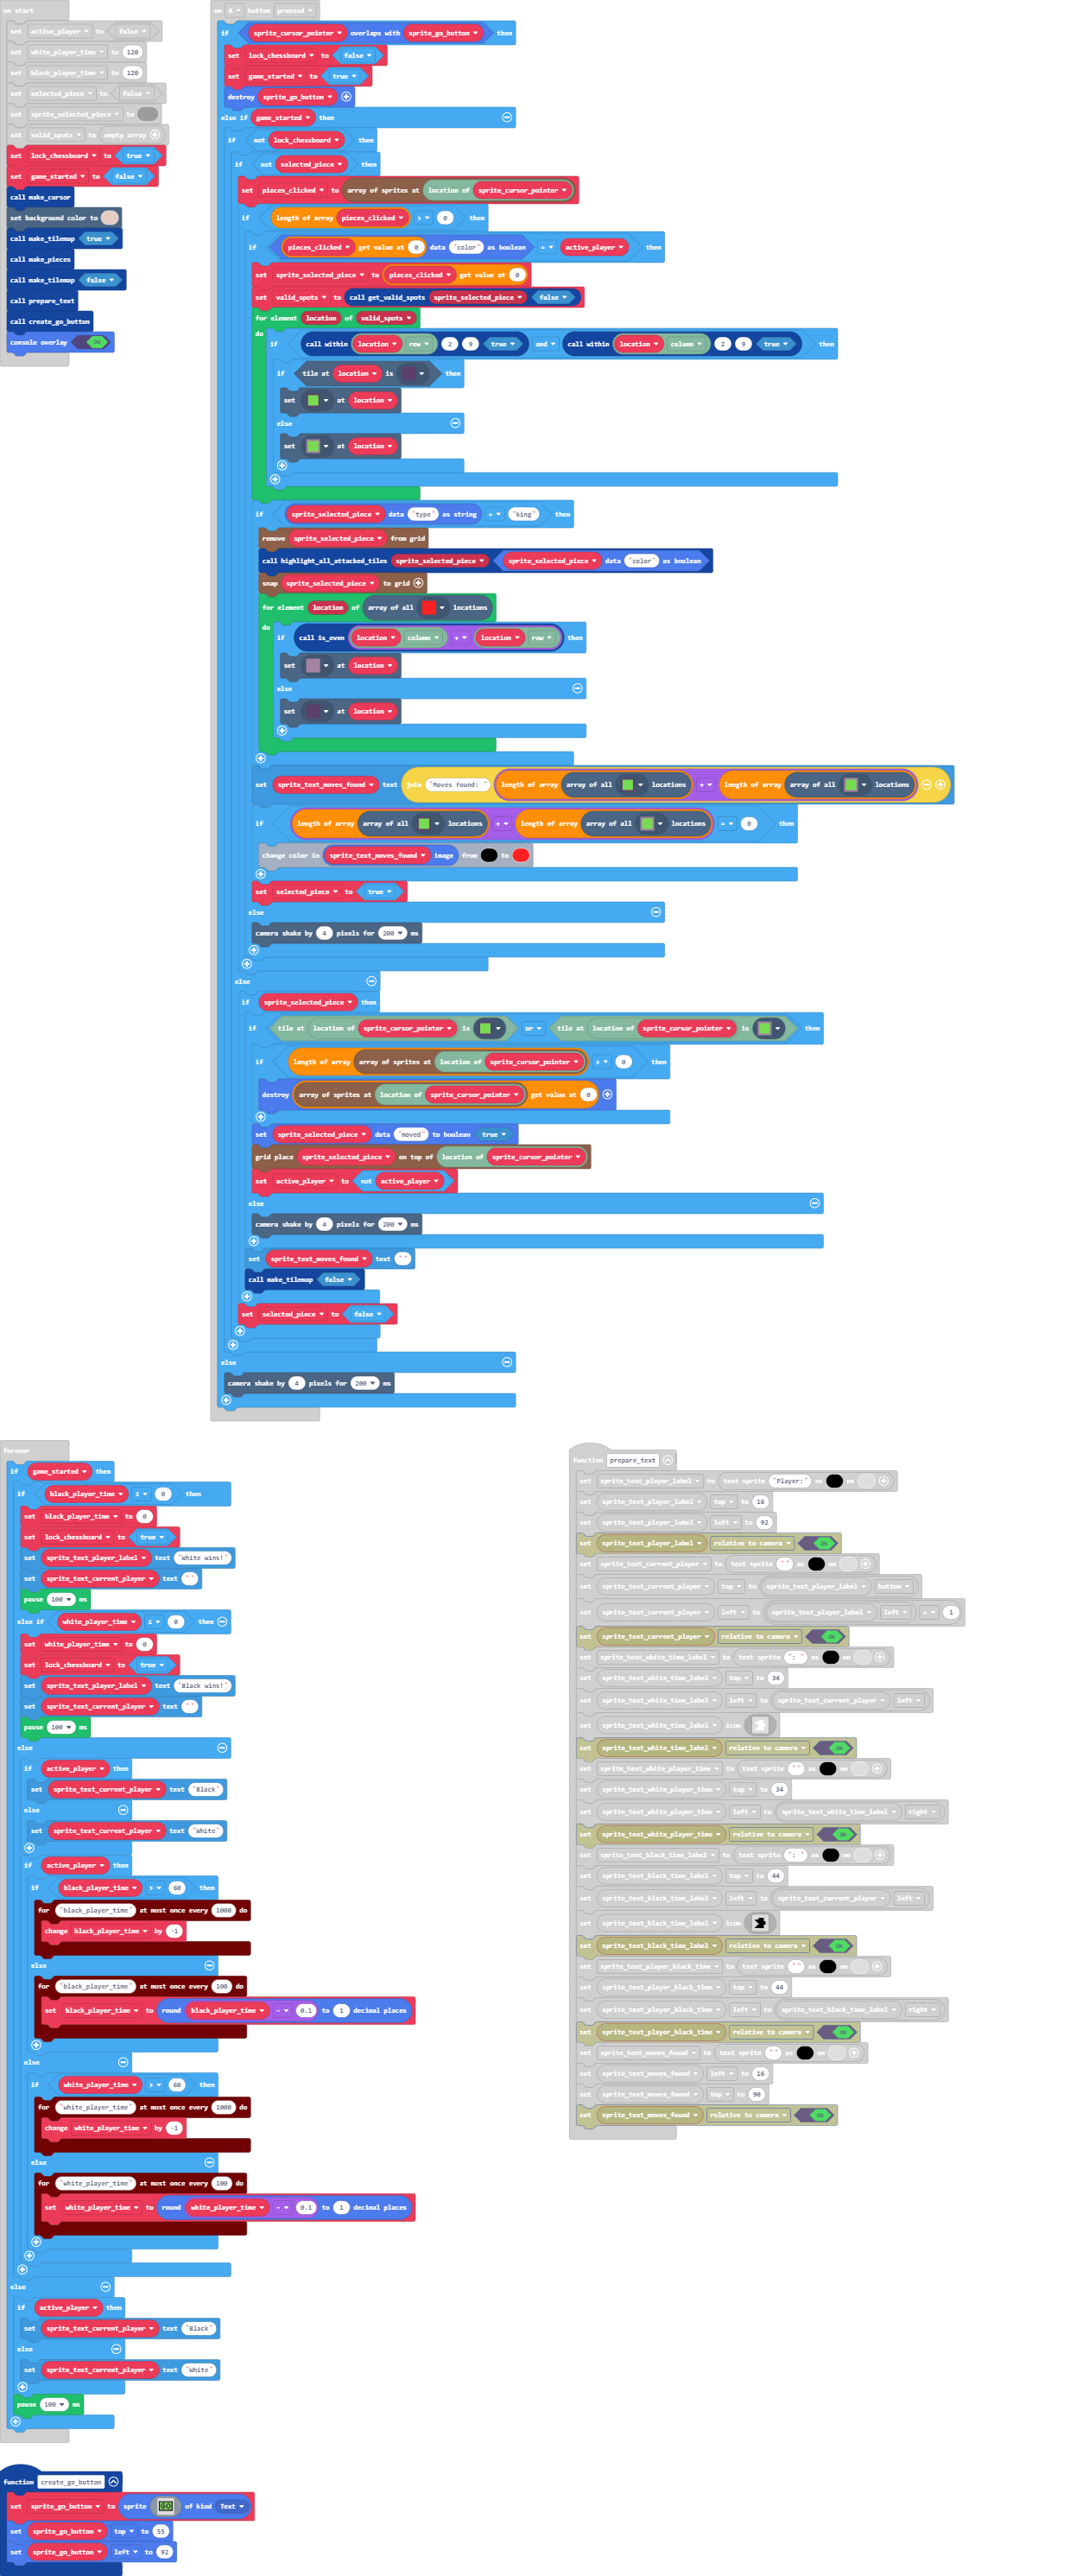 on start
set active_player to false
set white_player_time to 120
set black_player_time to 120
set selected_piece to false
set sprite_selected_piece to
set valid_spots to empty array
set lock_chessboard to true
set game_started to false
call make_cursor
set background color to
call make_tilemap true
call make_pieces
call make_tilemap false
call prepare_text
call create_go_button
console overlay ON
on A button pressed
if sprite_cursor_pointer overlaps with sprite_go_button then
set lock_chessboard to false
set game_started to true
destroy sprite_go_button
else if game_started then
if not lock_chessboard then
if not selected_piece then
set pieces_clicked to array of sprites at location of sprite_cursor_pointer
if length of array pieces_clicked > 0 then
if pieces_clicked get value at 0 data "color" as boolean = active_player then
set sprite_selected_piece to pieces_clicked get value at 0
set valid_spots to call get_valid_spots sprite_selected_piece false
for element location of valid_spots
do
if call within location row 2 9 true and call within location column 2 9 true then
if tile at location is then
set at location
else
set at location
if sprite_selected_piece data "type" as string = "king" then
remove sprite_selected_piece from grid
call highlight_all_attacked_tiles sprite_selected_piece sprite_selected_piece data "color" as boolean
snap sprite_selected_piece to grid
for element location of array of all locations
do
if call is_even location column + location row then
set at location
else
set at location
set sprite_text_moves_found text join "Moves found: " length of array array of all locations + length of array array of all locations
if length of array array of all locations + length of array array of all locations = 0 then
change color in sprite_text_moves_found image from to
set selected_piece to true
else
camera shake by 4 pixels for 200 ms
else
if sprite_selected_piece then
if tile at location of sprite_cursor_pointer is or tile at location of sprite_cursor_pointer is then
if length of array array of sprites at location of sprite_cursor_pointer > 0 then
destroy array of sprites at location of sprite_cursor_pointer get value at 0
set sprite_selected_piece data "moved" to boolean true
grid place sprite_selected_piece on top of location of sprite_cursor_pointer
set active_player to not active_player
else
camera shake by 4 pixels for 200 ms
set sprite_text_moves_found text ""
call make_tilemap false
set selected_piece to false
else
camera shake by 4 pixels for 200 ms
forever
if game_started then
if black_player_time ≤ 0 then
set black_player_time to 0
set lock_chessboard to true
set sprite_text_player_label text "White wins!"
set sprite_text_current_player text ""
pause 100 ms
else if white_player_time ≤ 0 then
set white_player_time to 0
set lock_chessboard to true
set sprite_text_player_label text "Black wins!"
set sprite_text_current_player text ""
pause 100 ms
else
if active_player then
set sprite_text_current_player text "Black"
else
set sprite_text_current_player text "White"
if active_player then
if black_player_time > 60 then
for "black_player_time" at most once every 1000 do
change black_player_time by -1
else
for "black_player_time" at most once every 100 do
set black_player_time to round black_player_time - 0.1 to 1 decimal places
else
if white_player_time > 60 then
for "white_player_time" at most once every 1000 do
change white_player_time by -1
else
for "white_player_time" at most once every 100 do
set white_player_time to round white_player_time - 0.1 to 1 decimal places
else
if active_player then
set sprite_text_current_player text "Black"
else
set sprite_text_current_player text "White"
pause 100 ms
function create_go_button
set sprite_go_button to sprite GO of kind Text
set sprite_go_button top to 55
set sprite_go_button left to 92
function prepare_text
set sprite_text_player_label to text sprite "Player:" as on
set sprite_text_player_label top to 16
set sprite_text_player_label left to 92
set sprite_text_player_label relative to camera ON
set sprite_text_current_player to text sprite "" as on
set sprite_text_current_player top to sprite_text_player_label bottom
set sprite_text_current_player left to sprite_text_player_label left + 1
set sprite_text_current_player relative to camera ON
set sprite_text_white_time_label to text sprite ": " as on
set sprite_text_white_time_label top to 34
set sprite_text_white_time_label left to sprite_text_current_player left
set sprite_text_white_time_label icon
set sprite_text_white_time_label relative to camera ON
set sprite_text_white_player_time to text sprite "" as on
set sprite_text_white_player_time top to 34
set sprite_text_white_player_time left to sprite_text_white_time_label right
set sprite_text_white_player_time relative to camera ON
set sprite_text_black_time_label to text sprite ": " as on
set sprite_text_black_time_label top to 44
set sprite_text_black_time_label left to sprite_text_current_player left
set sprite_text_black_time_label icon
set sprite_text_black_time_label relative to camera ON
set sprite_text_player_black_time to text sprite "" as on
set sprite_text_player_black_time top to 44
set sprite_text_player_black_time left to sprite_text_black_time_label right
set sprite_text_player_black_time relative to camera ON
set sprite_text_moves_found to text sprite "" as on
set sprite_text_moves_found left to 16
set sprite_text_moves_found top to 90
set sprite_text_moves_found relative to camera ON